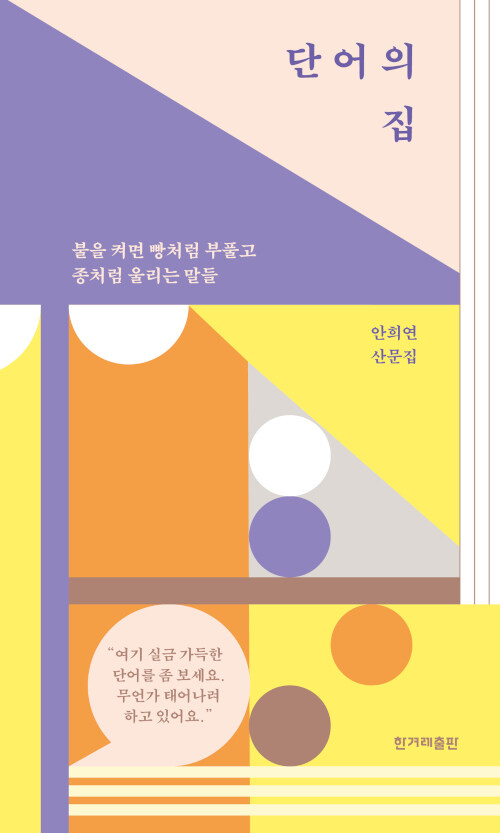 단어의
집
불을 켜면 빵처럼 부풀고
종처럼 울리는 말들
안희연
산문집
“여기 실금 가득한
단어를 좀 보세요.
무언가 태어나려
하고 있어요.”
한겨레출판